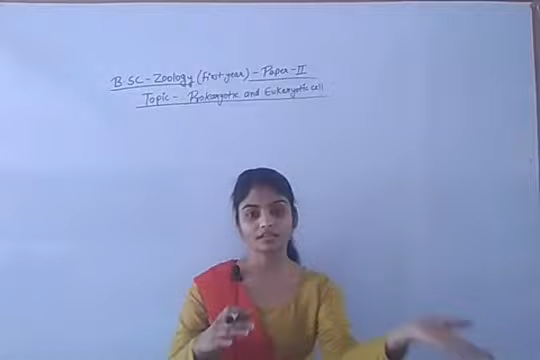 B.SC - Zoology (first year) - Paper - II
Topic - Prokaryotic and Eukaryotic cell